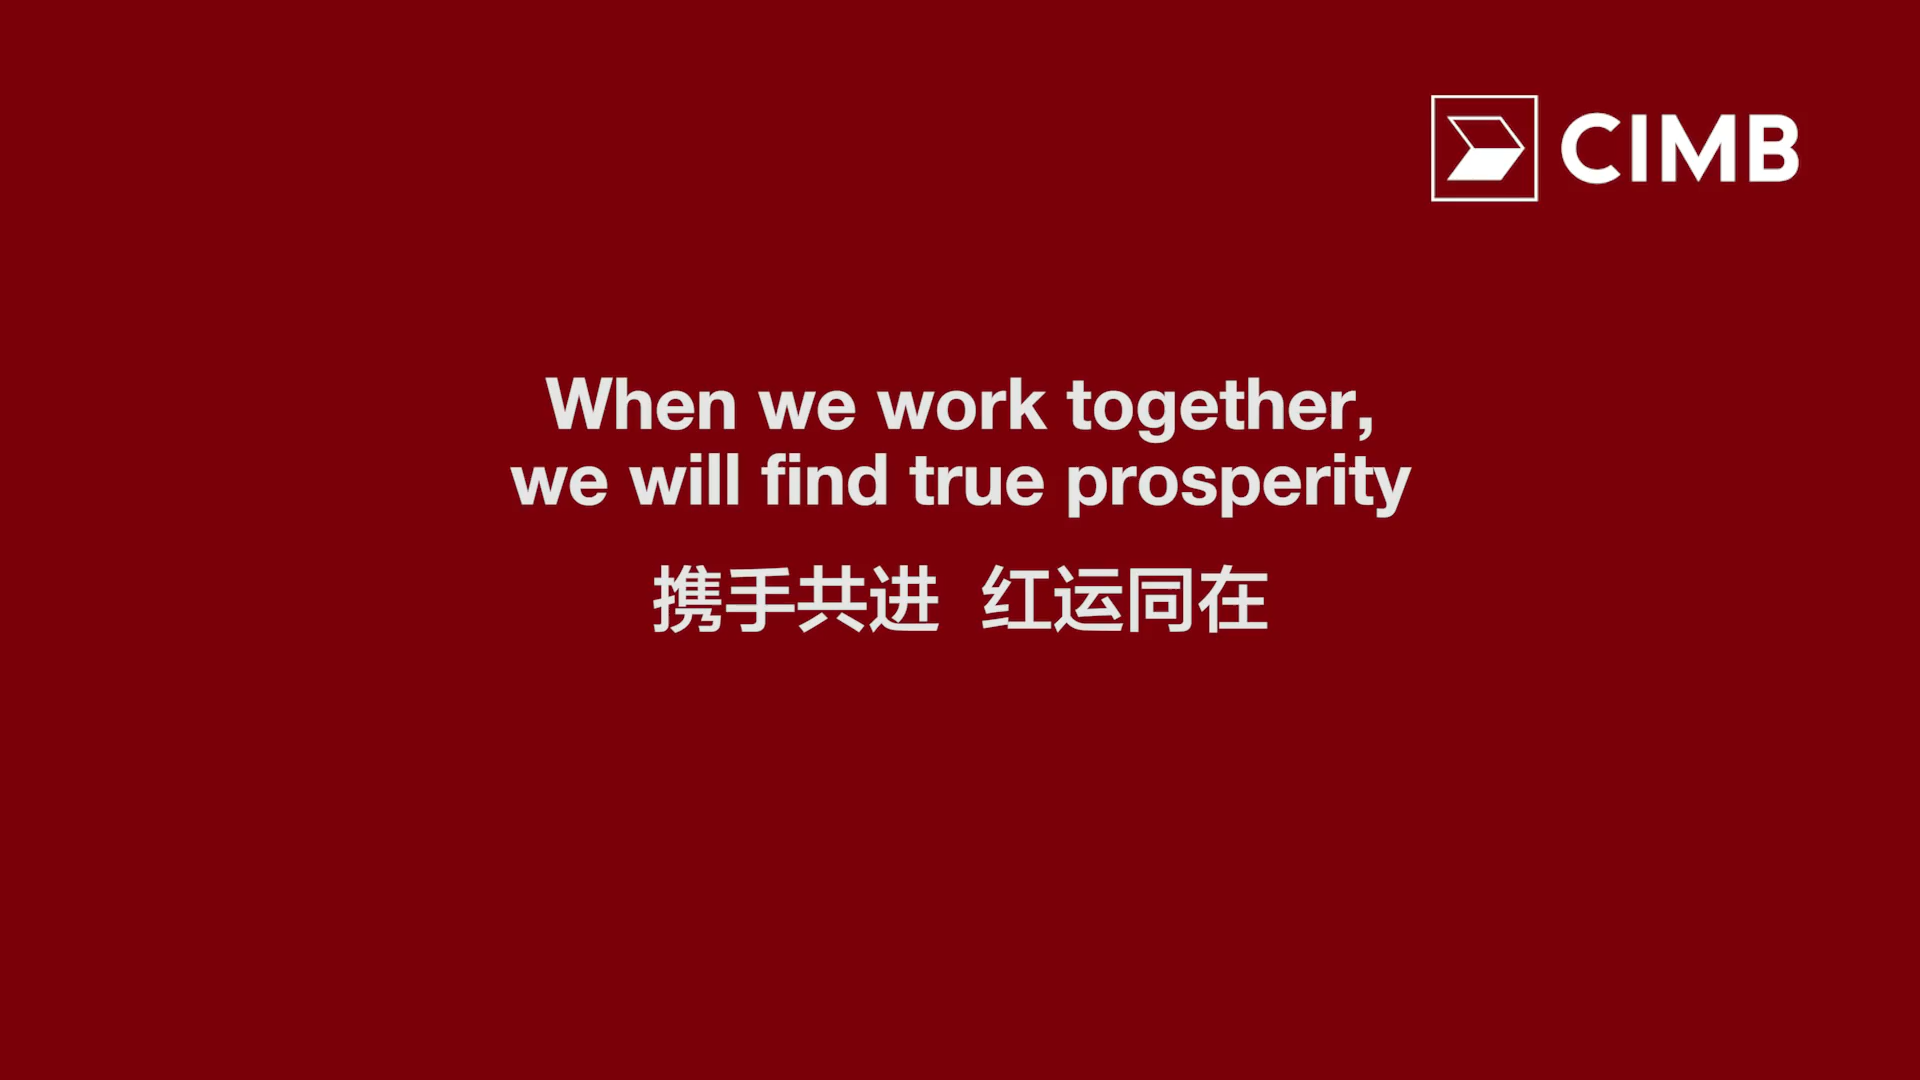 CIMB
When we work together,
we will find true prosperity
携手共进 红运同在